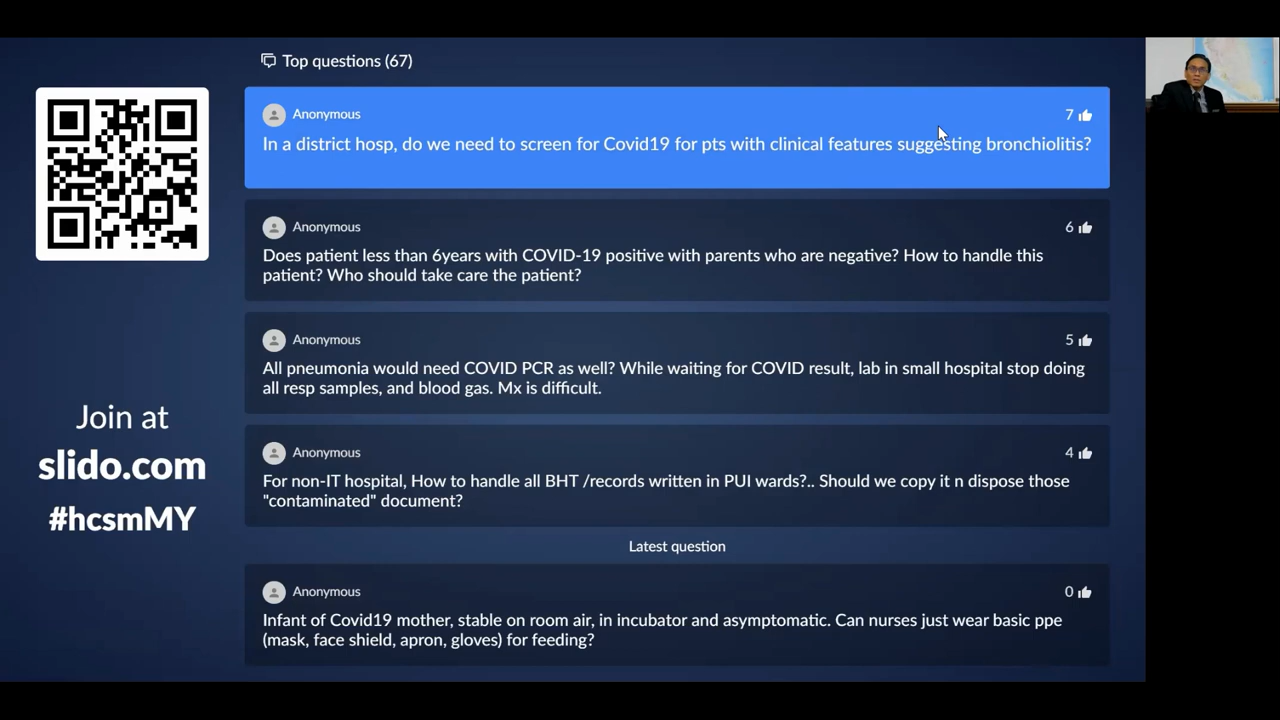 Top questions (67)
Anonymous
7
In a district hosp, do we need to screen for Covid19 for pts with clinical features suggesting bronchiolitis?
Anonymous
6
Does patient less than 6years with COVID-19 positive with parents who are negative? How to handle this
patient? Who should take care the patient?
Anonymous
5
All pneumonia would need COVID PCR as well? While waiting for COVID result, lab in small hospital stop doing
all resp samples, and blood gas. Mx is difficult.
Anonymous
4
For non-IT hospital, How to handle all BHT /records written in PUI wards?.. Should we copy it n dispose those
"contaminated" document?
Latest question
Anonymous
0
Infant of Covid19 mother, stable on room air, in incubator and asymptomatic. Can nurses just wear basic ppe
(mask, face shield, apron, gloves) for feeding?
Join at
slido.com
#hcsmMY